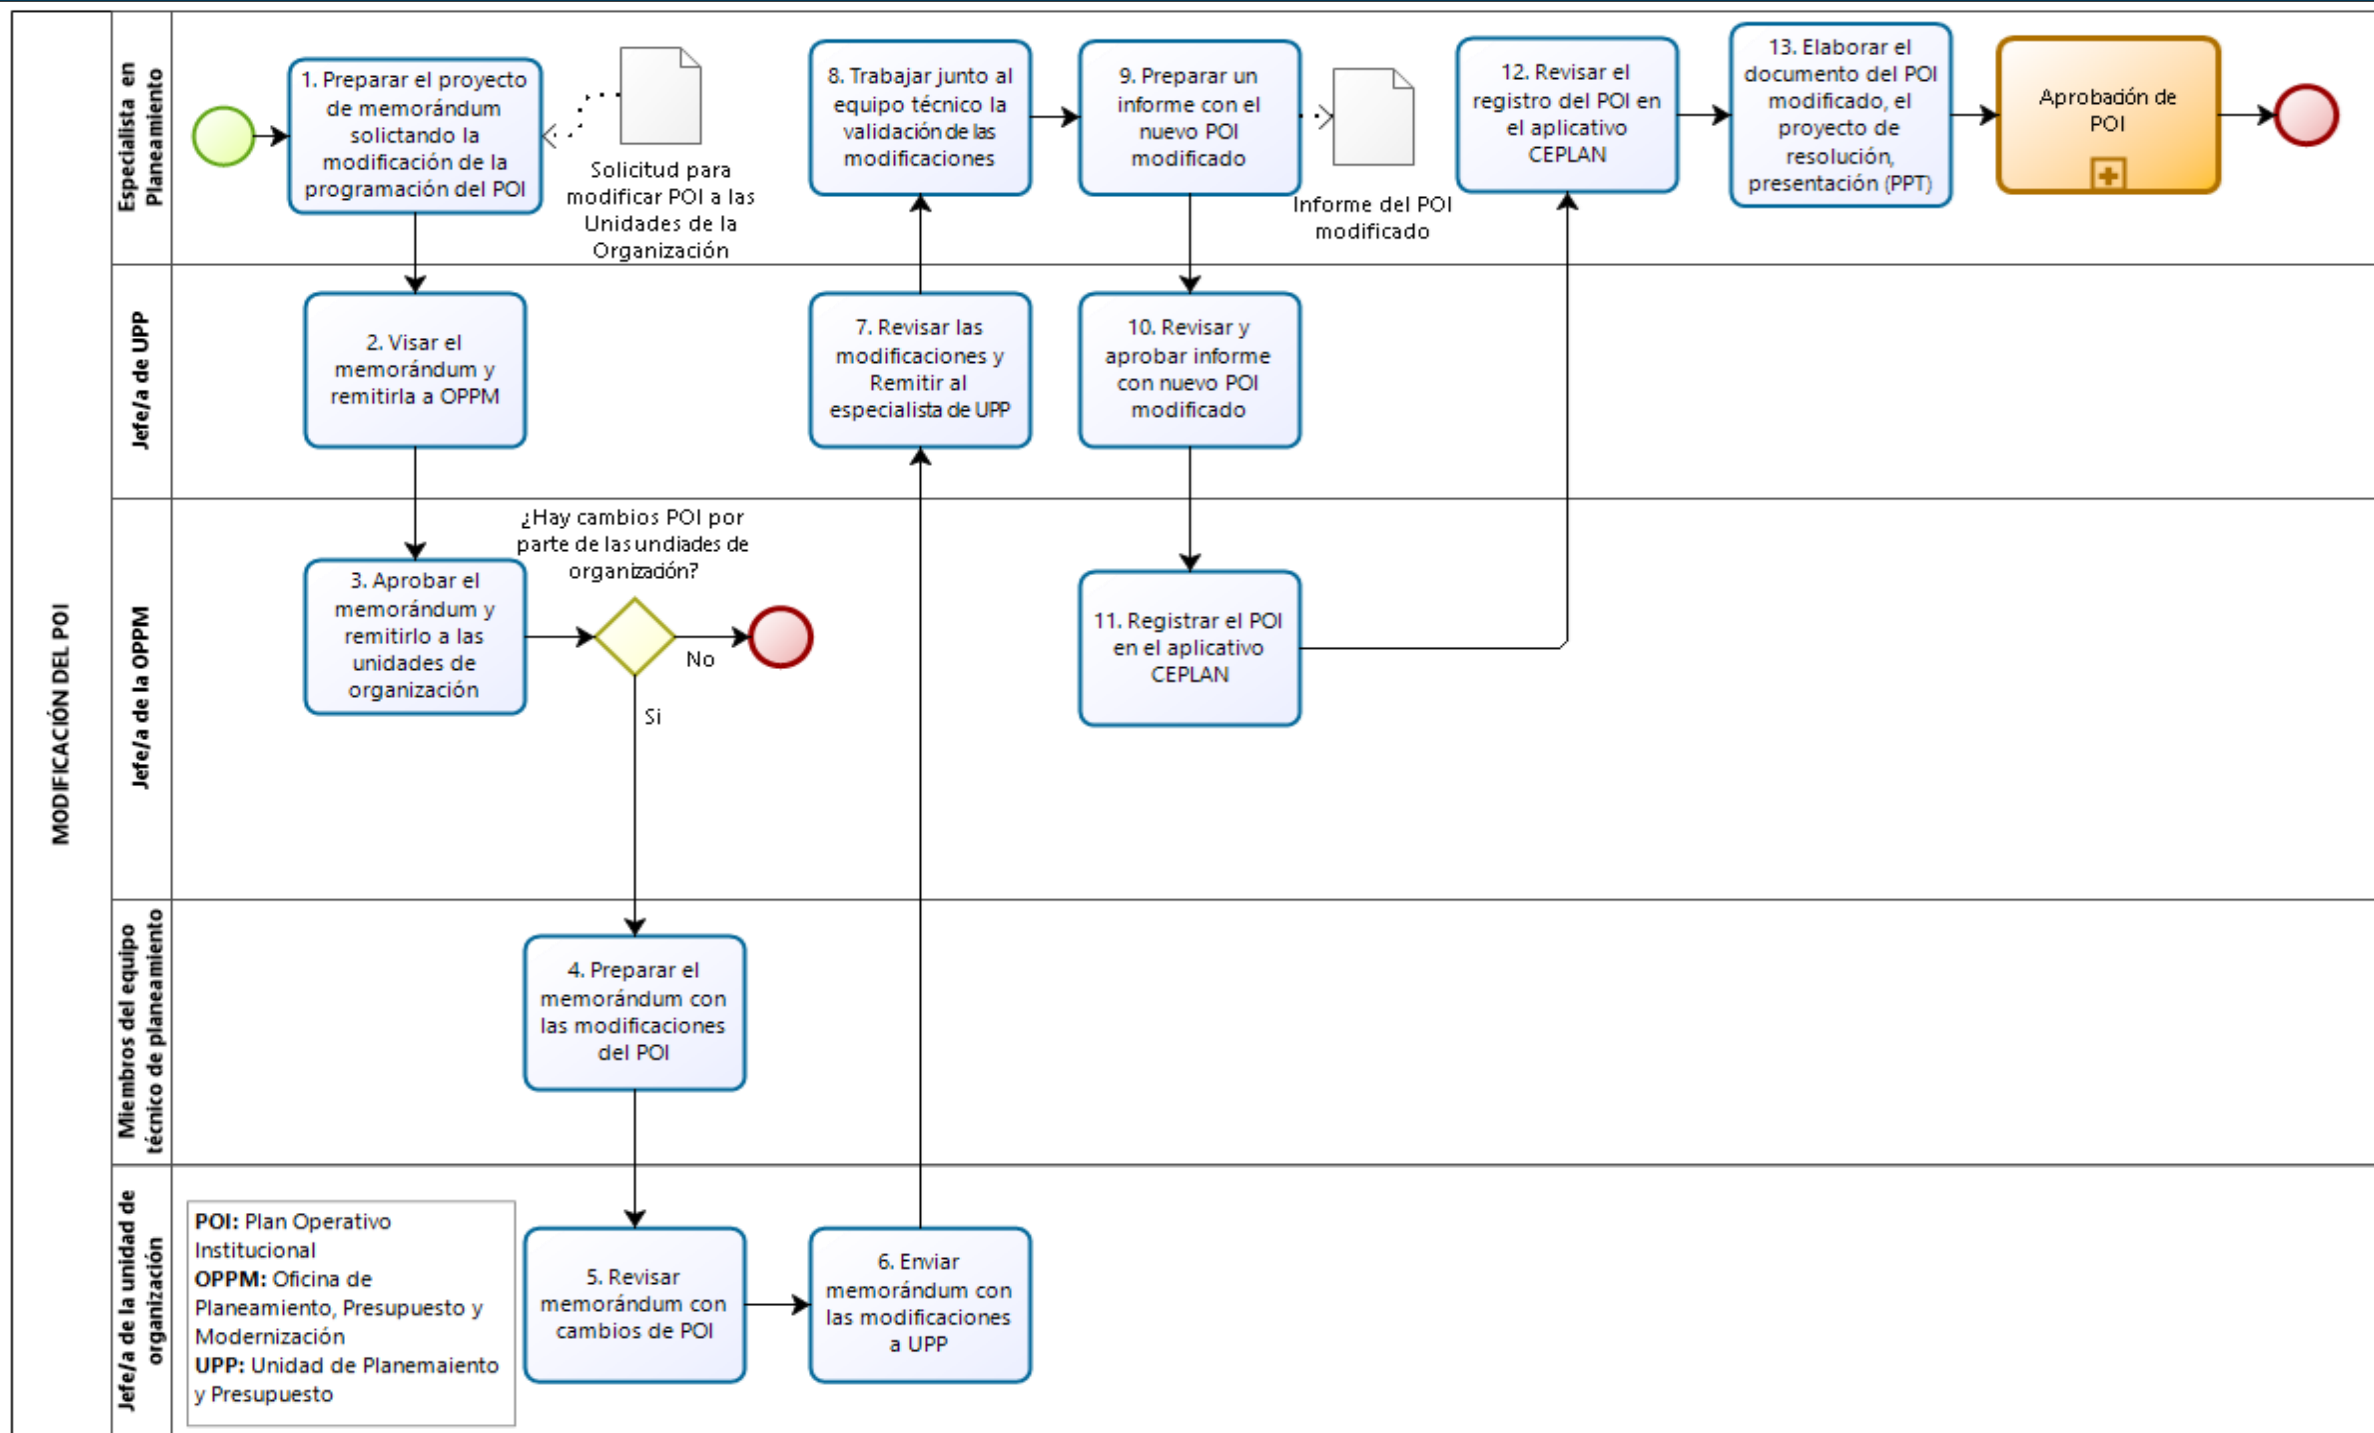 MODIFICACIÓN DEL POI
Especialista en
Planeamiento
1. Preparar el proyecto
de memorándum
solictando la
modificación de la
programación del POI
Solicitud para
modificar POI a las
Unidades de la
Organización
8. Trabajar junto al
equipo técnico la
validación de las
modificaciones
9. Preparar un
informe con el
nuevo POI
modificado
Informe del POI
modificado
12. Revisar el
registro del POI en
el aplicativo
CEPLAN
13. Elaborar el
documento del POI
modificado, el
proyecto de
resolución,
presentación (PPT)
Aprobación de
POI
Jefe/a de UPP
2. Visar el
memorándum y
remitirla a OPPM
7. Revisar las
modificaciones y
Remitir al
especialista de UPP
10. Revisar y
aprobar informe
con nuevo POI
modificado
Jefe/a de la OPPM
3. Aprobar el
memorándum y
remitirlo a las
unidades de
organización
¿Hay cambios POI por
parte de las undiades de
organización?
No
Si
11. Registrar el POI
en el aplicativo
CEPLAN
Miembros del equipo
técnico de planeamiento
4. Preparar el
memorándum con
las modificaciones
del POI
Jefe/a de la unidad de
organización
POI: Plan Operativo
Institucional
OPPM: Oficina de
Planeamiento, Presupuesto y
Modernización
UPP: Unidad de Planemaiento
y Presupuesto
5. Revisar
memorándum con
cambios de POI
6. Enviar
memorándum con
las modificaciones
a UPP